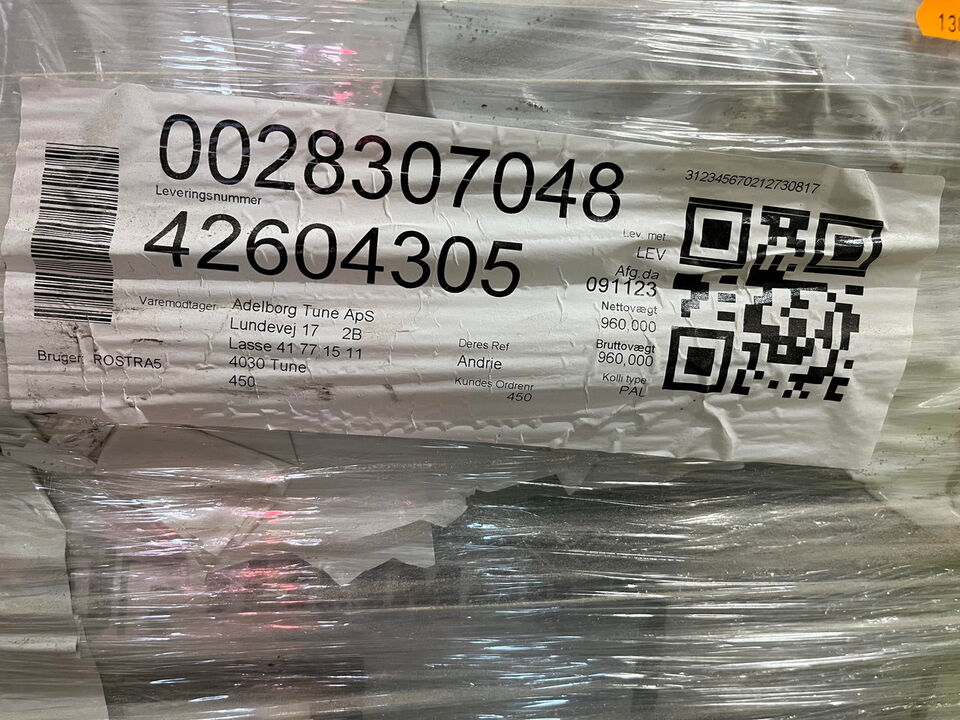 0028307048
Leveringsnummer
42604305
Varemodtager Adelborg Tune ApS
Lundevej 17 2B
Lasse 41 77 15 11
4030 Tune
450
Bruger ROSTRA5
Deres Ref
Andrie
Kundes Ordrenr
450
312345670212730817
Lev. met
LEV
Afg.da
091123
Nettovægt
960,000
Bruttovægt
960,000
Kolli type
PAL